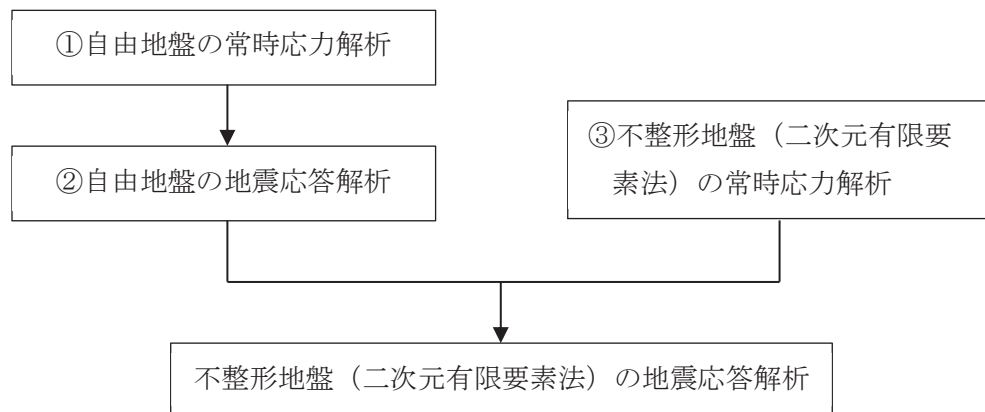 ①自由地盤の常時応力解析
②自由地盤の地震応答解析
③不整形地盤（二次元有限要
素法）の常時応力解析
不整形地盤（二次元有限要素法）の地震応答解析